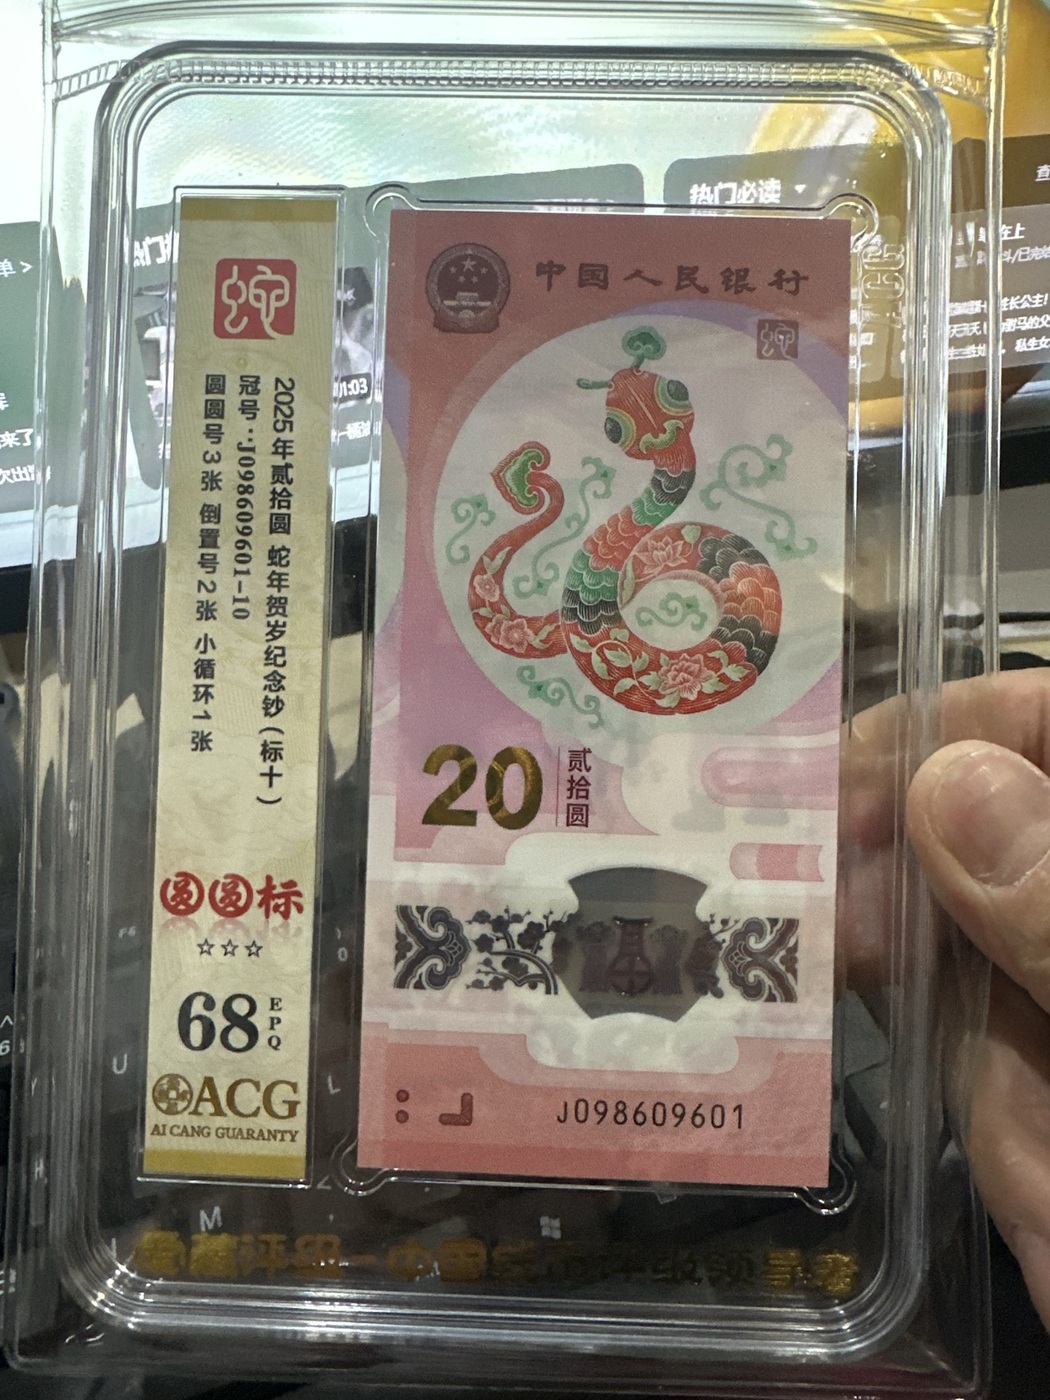 热门必读
蛇
2025年贰拾圆 蛇年贺岁纪念钞(标十)
冠号:J098609601-10
圆圆号3张 倒置号2张 小循环1张
圆圆标
☆☆☆
68 EPQ
ACG
AI CANG GUARANTY
中国人民银行
蛇
20
贰拾圆
J098609601
U
L
M